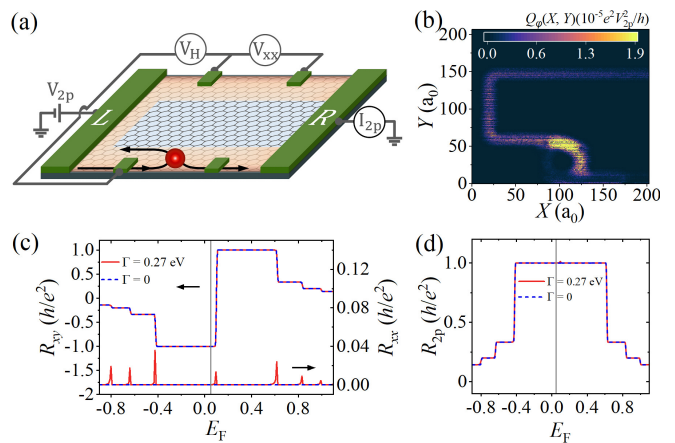 (a)
V_H
V_xx
V_2p
L
R
I_2p
(b)
Q_φ(X, Y)(10^-5e^2V^2_2p/h)
0.0 0.6 1.3 1.9
200
150
100
50
0
Y (a_0)
0 50 100 150 200
X (a_0)
(c)
1.0
0.5
0
-0.5
-1.0
-1.5
-2.0
R_xy (h/e^2)
Γ = 0.27 eV
Γ = 0
0.12
0.08
0.04
0.00
R_xx (h/e^2)
-0.8 -0.4 0.0 0.4 0.8
E_F
(d)
1.0
0.5
0
R_2p (h/e^2)
Γ = 0.27 eV
Γ = 0
-0.8 -0.4 0.0 0.4 0.8
E_F